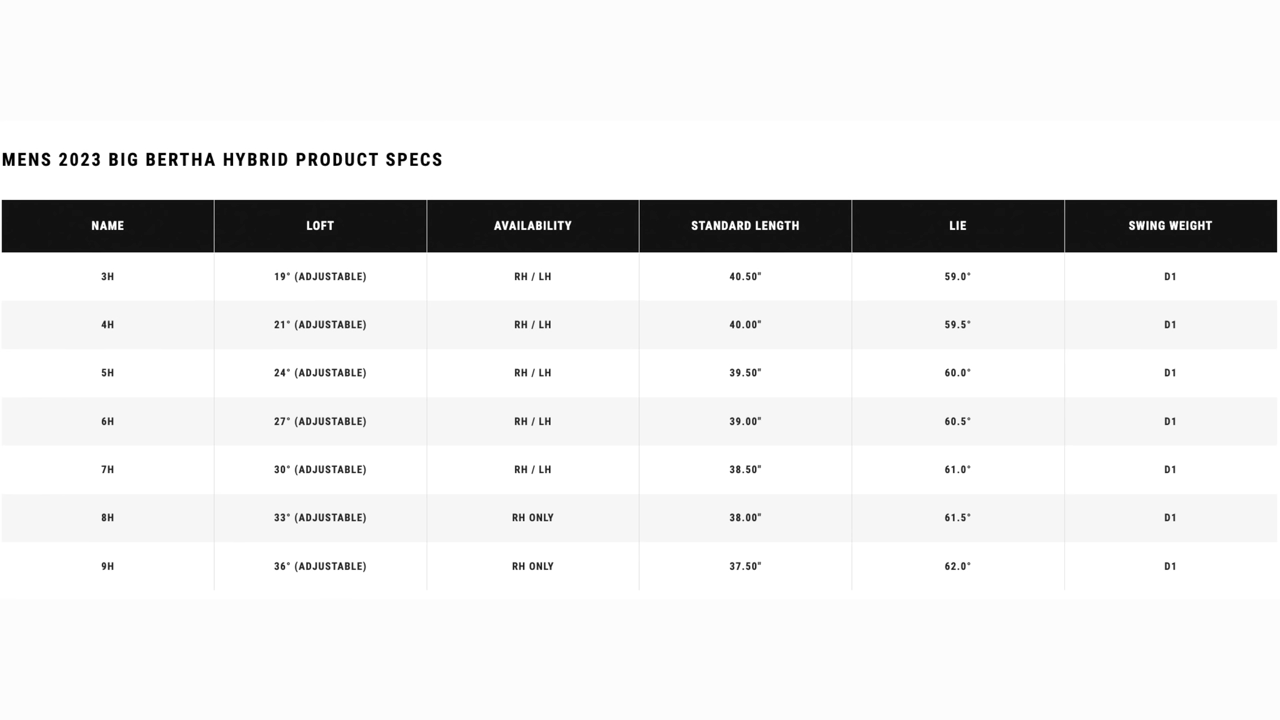 MENS 2023 BIG BERTHA HYBRID PRODUCT SPECS
NAME LOFT AVAILABILITY STANDARD LENGTH LIE SWING WEIGHT
3H 19° (ADJUSTABLE) RH / LH 40.50" 59.0° D1
4H 21° (ADJUSTABLE) RH / LH 40.00" 59.5° D1
5H 24° (ADJUSTABLE) RH / LH 39.50" 60.0° D1
6H 27° (ADJUSTABLE) RH / LH 39.00" 60.5° D1
7H 30° (ADJUSTABLE) RH / LH 38.50" 61.0° D1
8H 33° (ADJUSTABLE) RH ONLY 38.00" 61.5° D1
9H 36° (ADJUSTABLE) RH ONLY 37.50" 62.0° D1